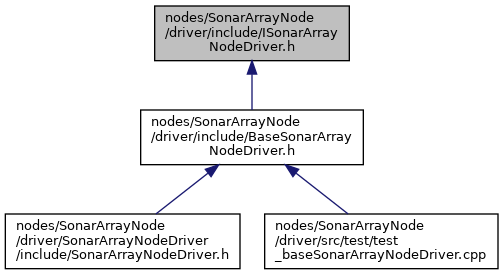 nodes/SonarArrayNode
/driver/include/ISonarArray
NodeDriver.h
nodes/SonarArrayNode
/driver/include/BaseSonarArray
NodeDriver.h
nodes/SonarArrayNode
/driver/SonarArrayNodeDriver
/include/SonarArrayNodeDriver.h
nodes/SonarArrayNode
/driver/src/test/test
_baseSonarArrayNodeDriver.cpp